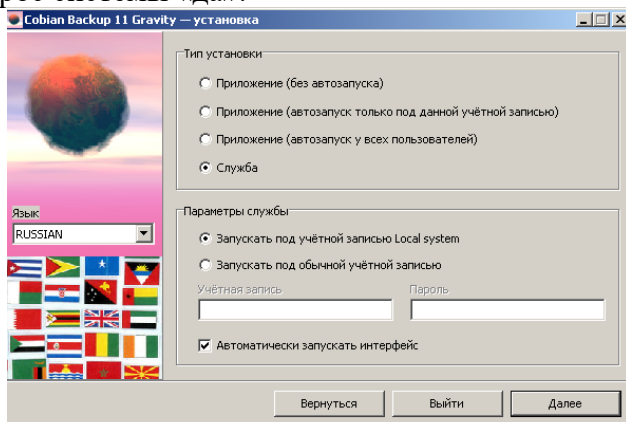 Cobian Backup 11 Gravity — установка
Тип установки
Приложение (без автозапуска)
Приложение (автозапуск только под данной учётной записью)
Приложение (автозапуск у всех пользователей)
Служба
Язык
RUSSIAN
Параметры службы
Запускать под учётной записью Local system
Запускать под обычной учётной записью
Учётная запись
Пароль
Автоматически запускать интерфейс
Вернуться
Выйти
Далее